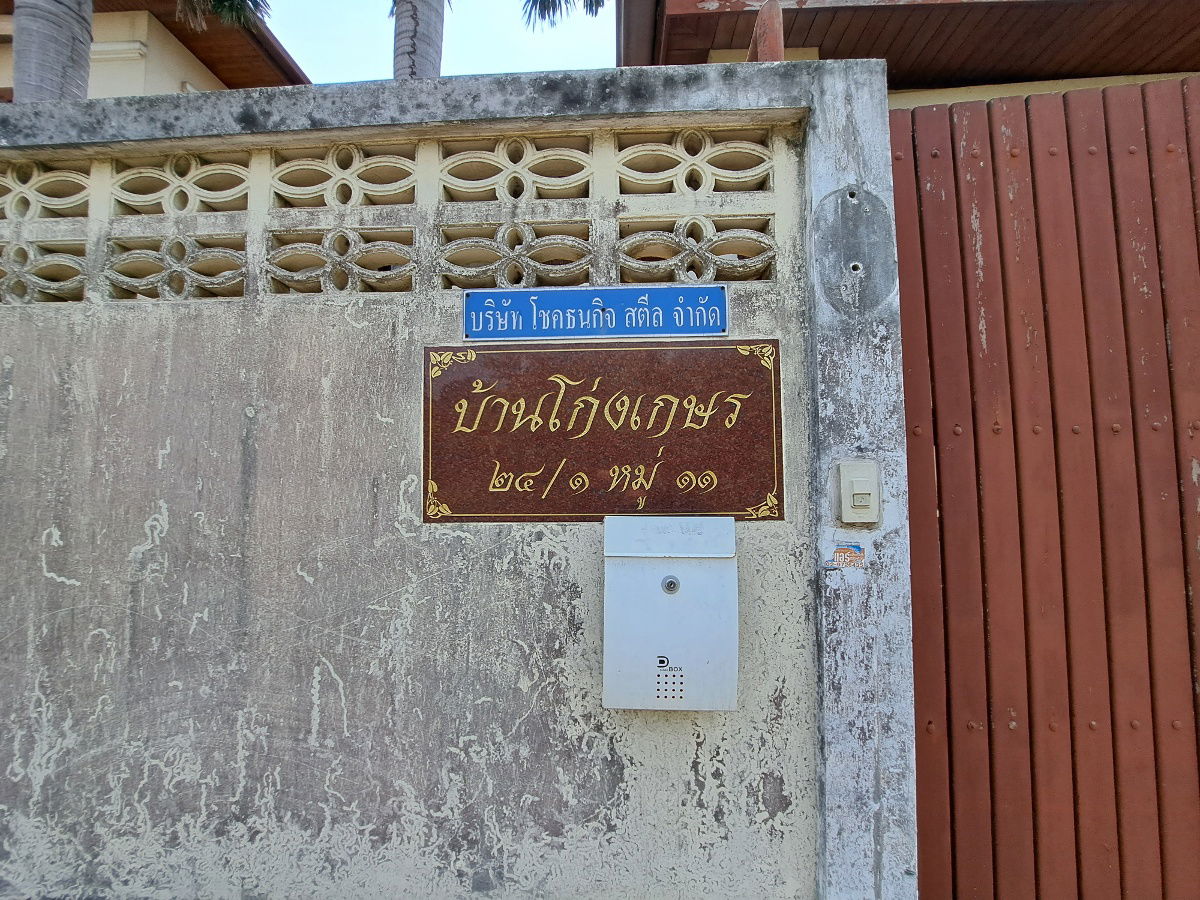 บริษัท โชคธนกิจ สตีล จำกัด
บ้านโก่งเกษร
๒๔/๑ หมู่ ๑๑
BOX